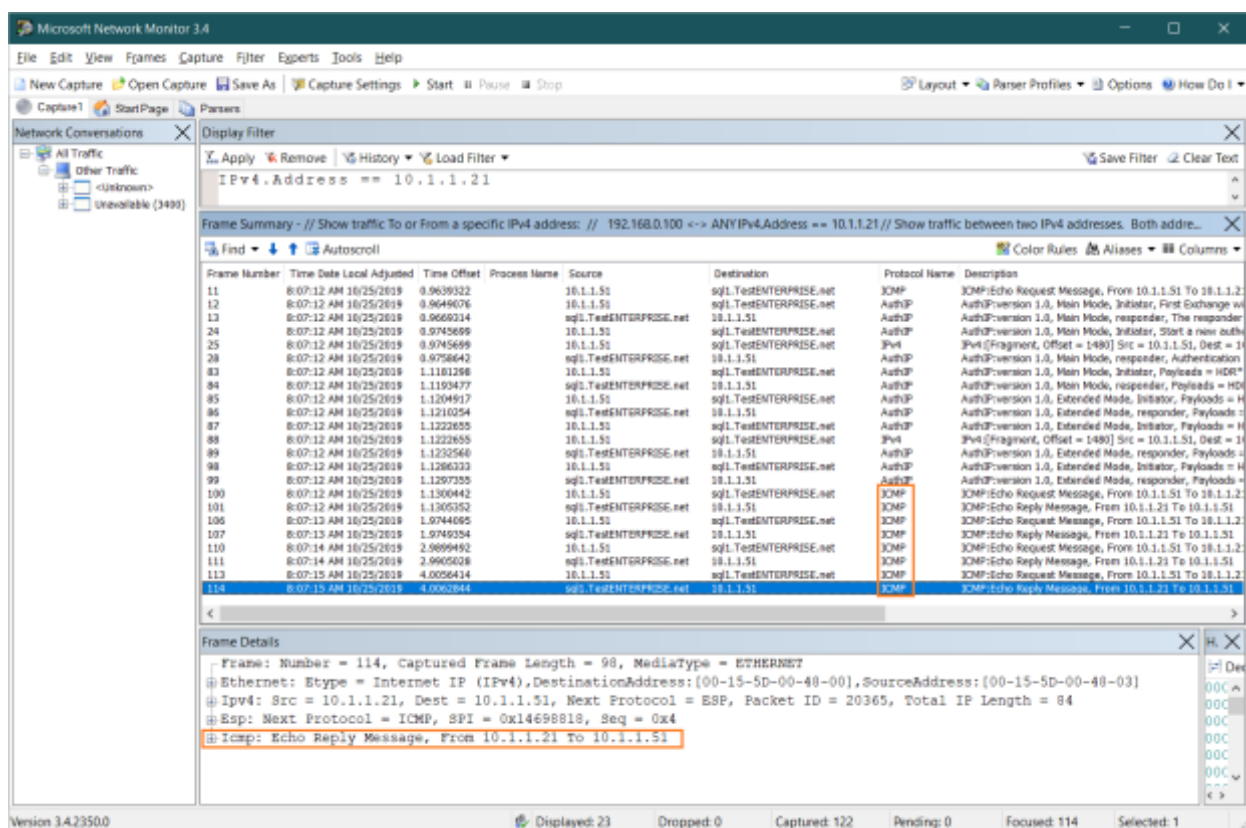 Microsoft Network Monitor 3.4
File Edit View Frames Capture Filter Experts Tools Help
New Capture Open Capture Save As Capture Settings Start Pause Stop Layout Parser Profiles Options How Do I
Capture1 StartPage Parsers
Network Conversations
All Traffic
Other Traffic
<Unknown>
Unavailable (3400)
Display Filter
Apply Remove History Load Filter Save Filter Clear Text
IPv4.Address == 10.1.1.21
Frame Summary - // Show traffic To or From a specific IPv4 address: // 192.168.0.100 <-> ANYIPv4.Address == 10.1.1.21// Show traffic between two IPv4 addresses. Both addre...
Find Autoscroll Color Rules Aliases Columns
Frame Number Time Date Local Adjusted Time Offset Process Name Source Destination Protocol Name Description
11 8:07:12 AM 10/25/2019 0.9639322 10.1.1.51 sql1.TestENTERPRISE.net ICMP ICMP:Echo Request Message, From 10.1.1.51 To 10.1.1.2
12 8:07:12 AM 10/25/2019 0.9649076 10.1.1.51 sql1.TestENTERPRISE.net AuthIP AuthIP:version 1.0, Main Mode, Initiator, First Exchange wi
13 8:07:12 AM 10/25/2019 0.9669314 sql1.TestENTERPRISE.net 10.1.1.51 AuthIP AuthIP:version 1.0, Main Mode, responder, The responder
24 8:07:12 AM 10/25/2019 0.9745699 10.1.1.51 sql1.TestENTERPRISE.net AuthIP AuthIP:version 1.0, Main Mode, Initiator, Start a new authe
25 8:07:12 AM 10/25/2019 0.9745699 10.1.1.51 sql1.TestENTERPRISE.net IPv4 IPv4:[Fragment, Offset = 1480] Src = 10.1.1.51, Dest = 1
28 8:07:12 AM 10/25/2019 0.9758642 sql1.TestENTERPRISE.net 10.1.1.51 AuthIP AuthIP:version 1.0, Main Mode, responder, Authentication
83 8:07:12 AM 10/25/2019 1.1181298 10.1.1.51 sql1.TestENTERPRISE.net AuthIP AuthIP:version 1.0, Main Mode, Initiator, Payloads = HDR*
84 8:07:12 AM 10/25/2019 1.1193477 sql1.TestENTERPRISE.net 10.1.1.51 AuthIP AuthIP:version 1.0, Main Mode, responder, Payloads = HD
85 8:07:12 AM 10/25/2019 1.1204917 10.1.1.51 sql1.TestENTERPRISE.net AuthIP AuthIP:version 1.0, Extended Mode, Initiator, Payloads = H
86 8:07:12 AM 10/25/2019 1.1210254 sql1.TestENTERPRISE.net 10.1.1.51 AuthIP AuthIP:version 1.0, Extended Mode, responder, Payloads =
87 8:07:12 AM 10/25/2019 1.1222655 10.1.1.51 sql1.TestENTERPRISE.net AuthIP AuthIP:version 1.0, Extended Mode, Initiator, Payloads = H
88 8:07:12 AM 10/25/2019 1.1222655 10.1.1.51 sql1.TestENTERPRISE.net IPv4 IPv4:[Fragment, Offset = 1480] Src = 10.1.1.51, Dest = 1
89 8:07:12 AM 10/25/2019 1.1232560 sql1.TestENTERPRISE.net 10.1.1.51 AuthIP AuthIP:version 1.0, Extended Mode, responder, Payloads =
98 8:07:12 AM 10/25/2019 1.1286333 10.1.1.51 sql1.TestENTERPRISE.net AuthIP AuthIP:version 1.0, Extended Mode, Initiator, Payloads = H
99 8:07:12 AM 10/25/2019 1.1297355 sql1.TestENTERPRISE.net 10.1.1.51 AuthIP AuthIP:version 1.0, Extended Mode, responder, Payloads =
100 8:07:12 AM 10/25/2019 1.1300442 10.1.1.51 sql1.TestENTERPRISE.net ICMP ICMP:Echo Request Message, From 10.1.1.51 To 10.1.1.2
101 8:07:12 AM 10/25/2019 1.1305352 sql1.TestENTERPRISE.net 10.1.1.51 ICMP ICMP:Echo Reply Message, From 10.1.1.21 To 10.1.1.51
106 8:07:13 AM 10/25/2019 1.9744095 10.1.1.51 sql1.TestENTERPRISE.net ICMP ICMP:Echo Request Message, From 10.1.1.51 To 10.1.1.2
107 8:07:13 AM 10/25/2019 1.9749354 sql1.TestENTERPRISE.net 10.1.1.51 ICMP ICMP:Echo Reply Message, From 10.1.1.21 To 10.1.1.51
110 8:07:14 AM 10/25/2019 2.9899492 10.1.1.51 sql1.TestENTERPRISE.net ICMP ICMP:Echo Request Message, From 10.1.1.51 To 10.1.1.2
111 8:07:14 AM 10/25/2019 2.9905028 sql1.TestENTERPRISE.net 10.1.1.51 ICMP ICMP:Echo Reply Message, From 10.1.1.21 To 10.1.1.51
113 8:07:15 AM 10/25/2019 4.0056414 10.1.1.51 sql1.TestENTERPRISE.net ICMP ICMP:Echo Request Message, From 10.1.1.51 To 10.1.1.2
114 8:07:15 AM 10/25/2019 4.0062844 sql1.TestENTERPRISE.net 10.1.1.51 ICMP ICMP:Echo Reply Message, From 10.1.1.21 To 10.1.1.51
Frame Details H.
Frame: Number = 114, Captured Frame Length = 98, MediaType = ETHERNET
Ethernet: Etype = Internet IP (IPv4),DestinationAddress:[00-15-5D-00-48-00],SourceAddress:[00-15-5D-00-48-03]
Ipv4: Src = 10.1.1.21, Dest = 10.1.1.51, Next Protocol = ESP, Packet ID = 20365, Total IP Length = 84
Esp: Next Protocol = ICMP, SPI = 0x14698818, Seq = 0x4
Icmp: Echo Reply Message, From 10.1.1.21 To 10.1.1.51
Version 3.4.2350.0 Displayed: 23 Dropped: 0 Captured: 122 Pending: 0 Focused: 114 Selected: 1